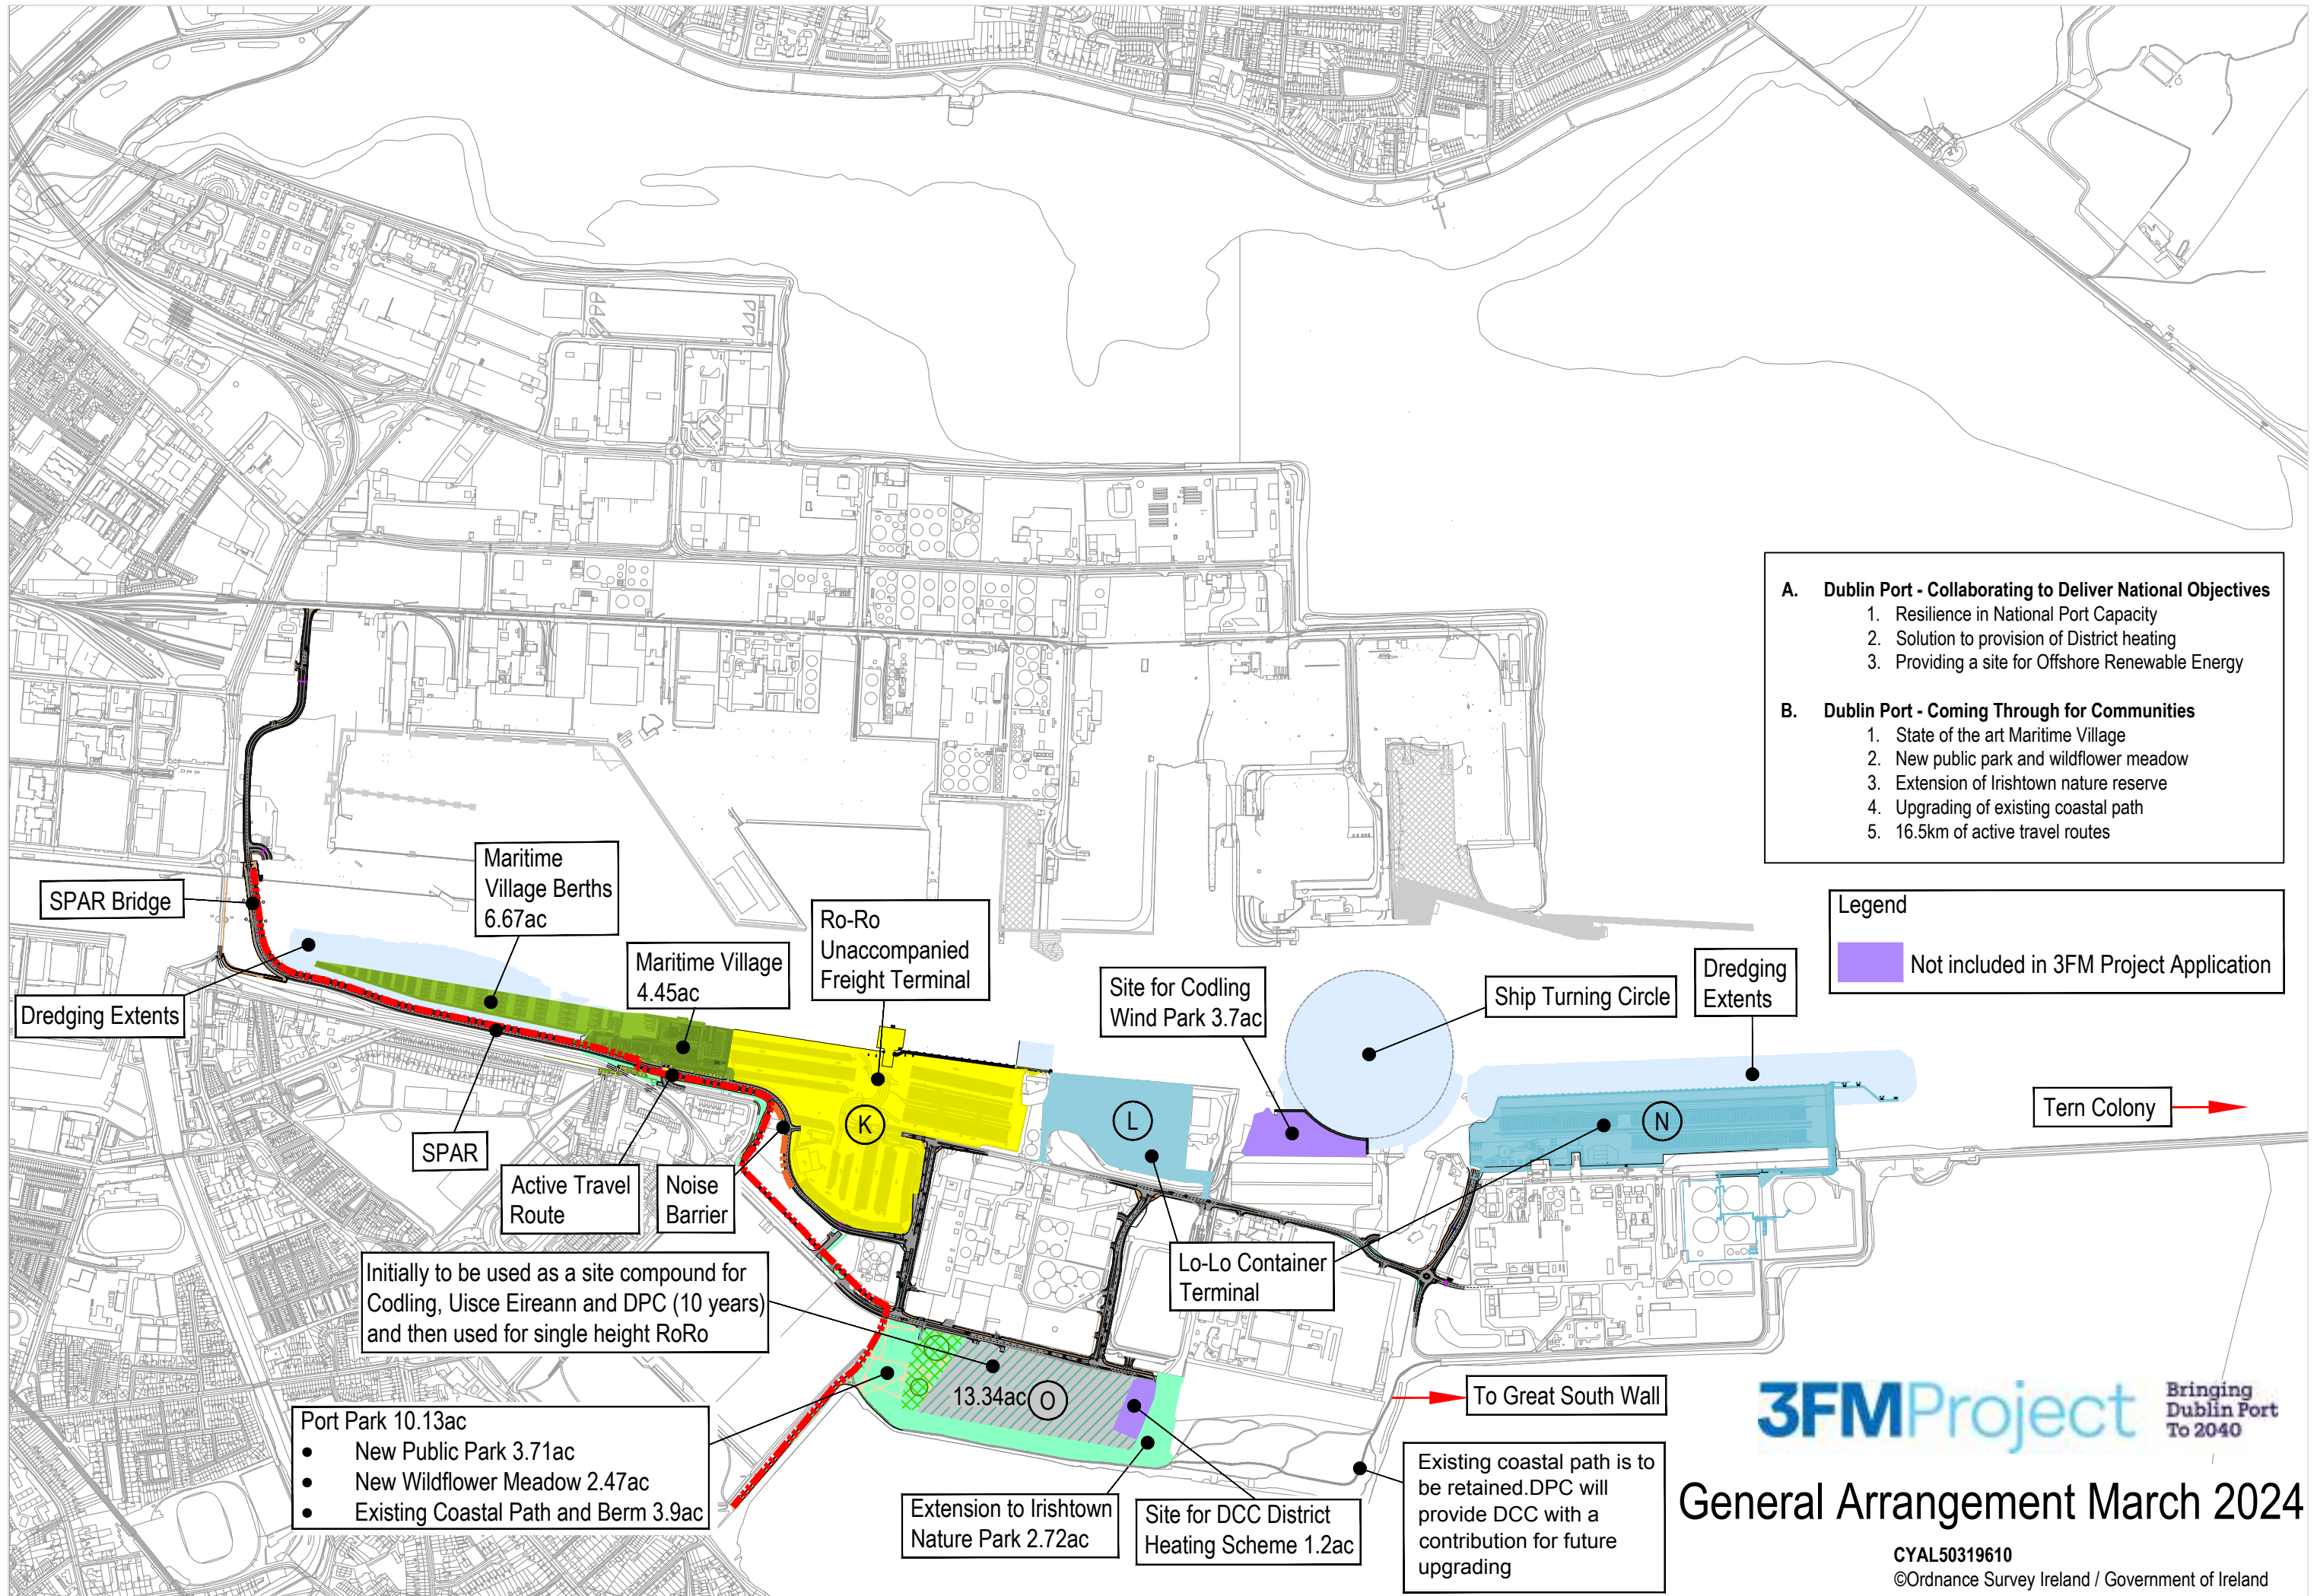 A. Dublin Port - Collaborating to Deliver National Objectives
1. Resilience in National Port Capacity
2. Solution to provision of District heating
3. Providing a site for Offshore Renewable Energy
B. Dublin Port - Coming Through for Communities
1. State of the art Maritime Village
2. New public park and wildflower meadow
3. Extension of Irishtown nature reserve
4. Upgrading of existing coastal path
5. 16.5km of active travel routes
Legend
Not included in 3FM Project Application
SPAR Bridge
Maritime
Village Berths
6.67ac
Maritime Village
4.45ac
Ro-Ro
Unaccompanied
Freight Terminal
Site for Codling
Wind Park 3.7ac
Ship Turning Circle
Dredging
Extents
Dredging Extents
Tern Colony
K
L
N
SPAR
Active Travel
Route
Noise
Barrier
Lo-Lo Container
Terminal
Initially to be used as a site compound for
Codling, Uisce Eireann and DPC (10 years)
and then used for single height RoRo
13.34ac
O
To Great South Wall
Port Park 10.13ac
● New Public Park 3.71ac
● New Wildflower Meadow 2.47ac
● Existing Coastal Path and Berm 3.9ac
Extension to Irishtown
Nature Park 2.72ac
Site for DCC District
Heating Scheme 1.2ac
Existing coastal path is to
be retained.DPC will
provide DCC with a
contribution for future
upgrading
3FMProject
Bringing
Dublin Port
To 2040
General Arrangement March 2024
CYAL50319610
©Ordnance Survey Ireland / Government of Ireland